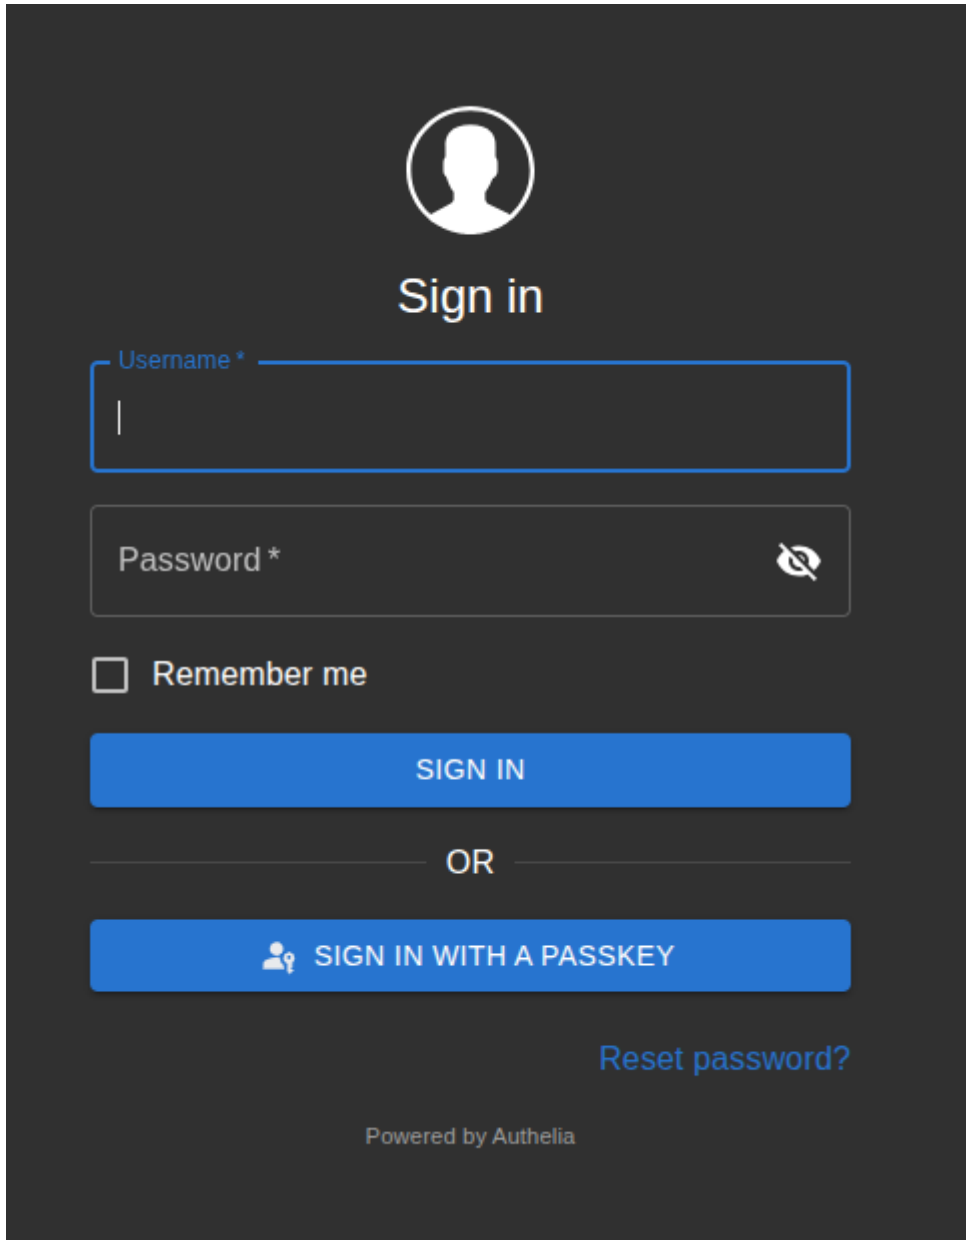 Sign in
Username *
Password *
Remember me
SIGN IN
OR
SIGN IN WITH A PASSKEY
Reset password?
Powered by Authelia